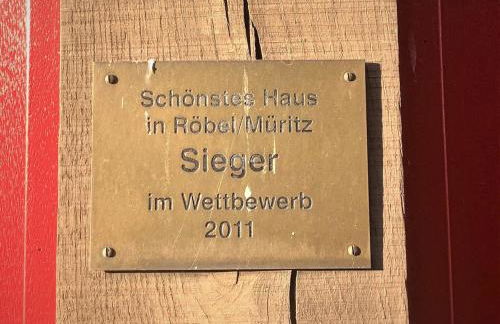 Schönstes Haus
in Röbel/Müritz
Sieger
im Wettbewerb
2011